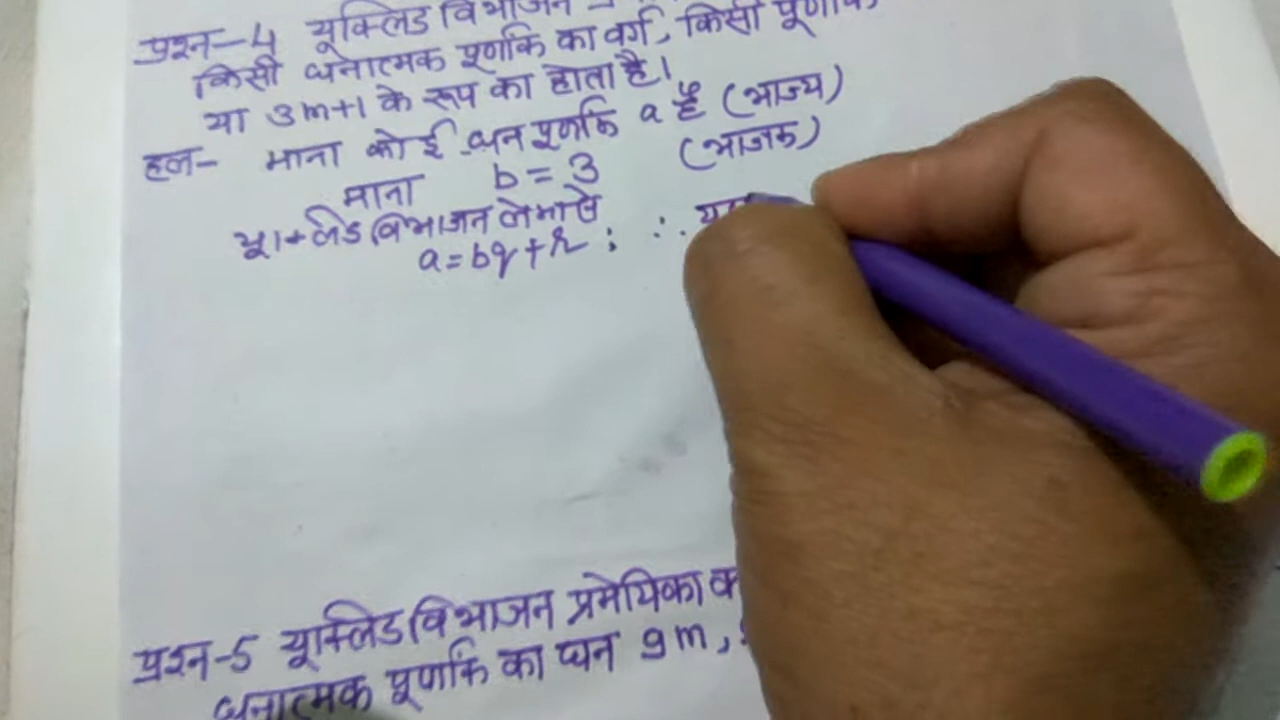 प्रश्न-4 यूक्लिड विभाजन
किसी धनात्मक पूर्णांक का वर्ग, किसी पूर्णांक
या 3m+1 के रूप का होता है।
हल- माना कोई धन पूर्णांक a है (भाज्य)
माना b = 3 (भाजक)
यूक्लिड विभाजन लेमा से
a = bq + r : ∴
प्रश्न-5 यूक्लिड विभाजन प्रमेयिका
धनात्मक पूर्णांक का घन 9m,